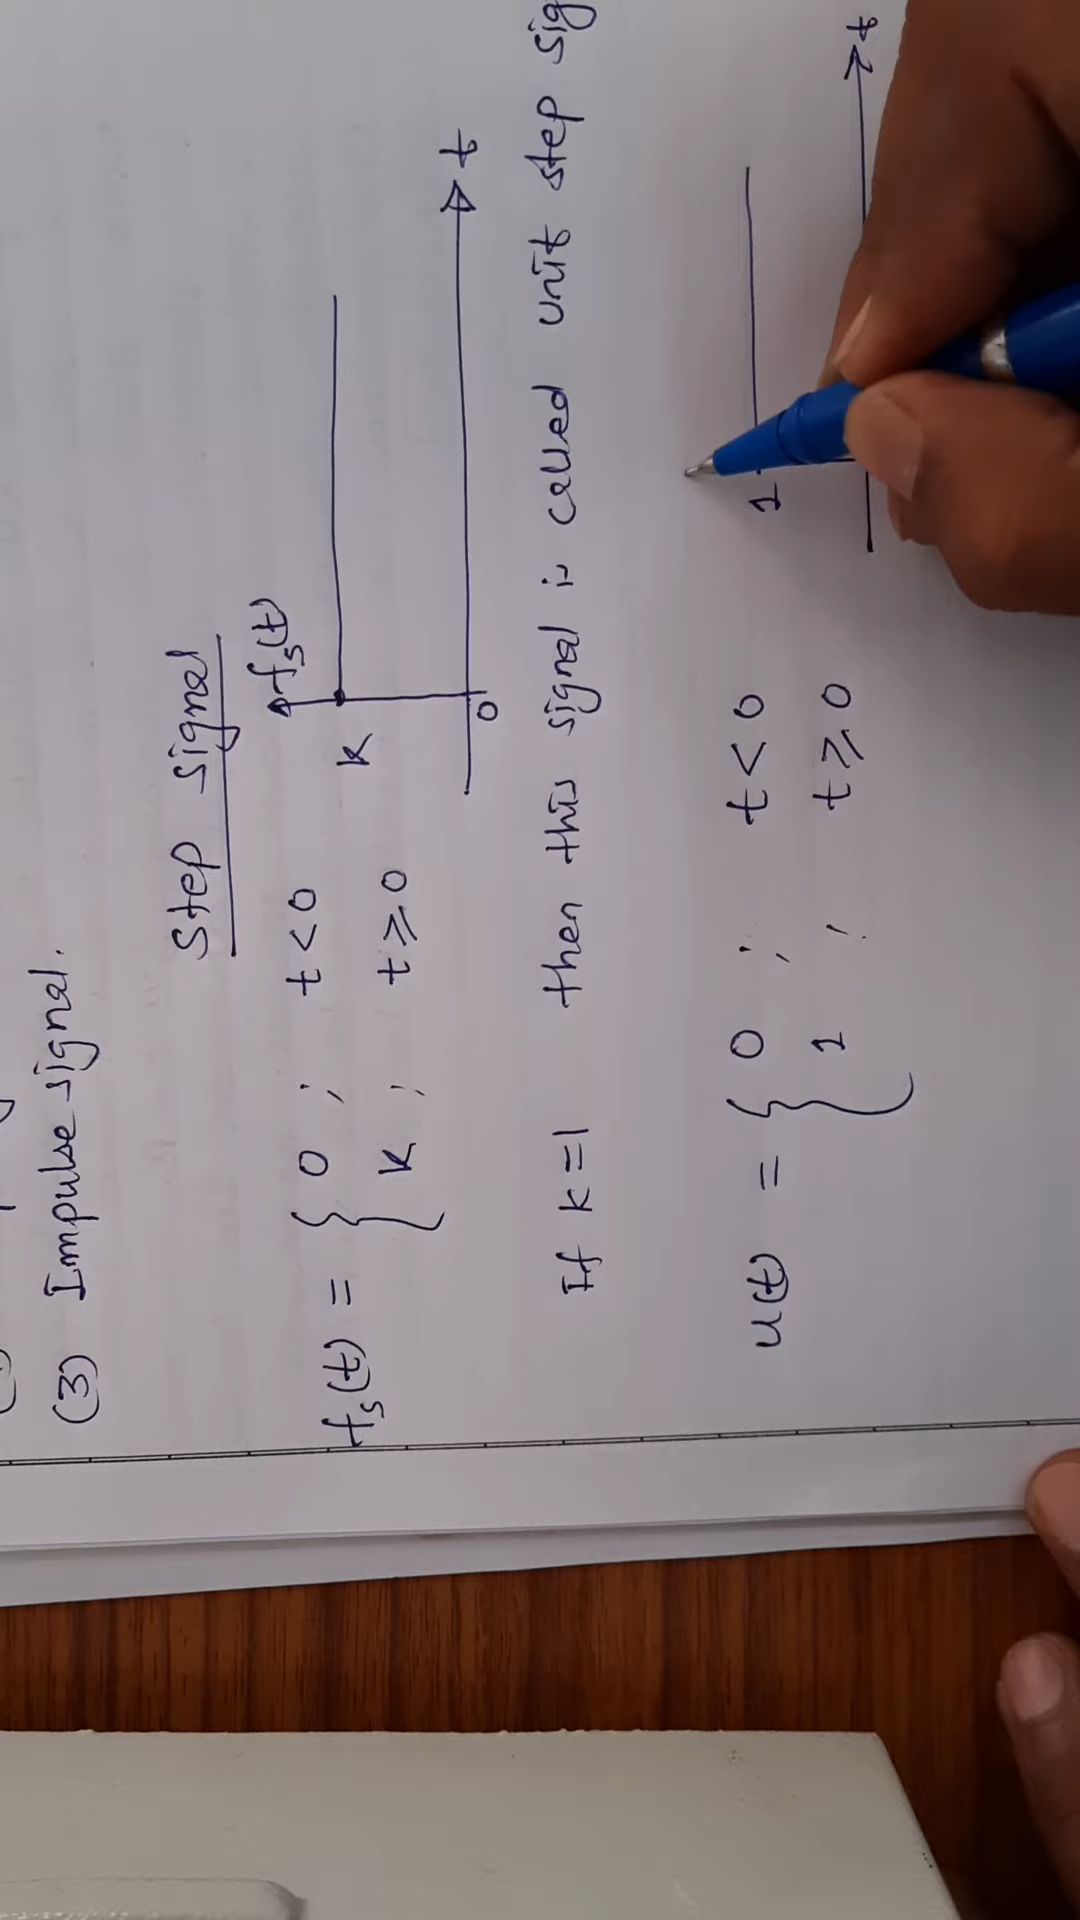 (3) Impulse signal.
Step signal
fs(t) = { 0 ; t < 0
K ; t ≥ 0
fs(t)
K
0
t
If K=1 then this signal is called unit step
u(t) = { 0 ; t < 0
1 ; t ≥ 0
1
t